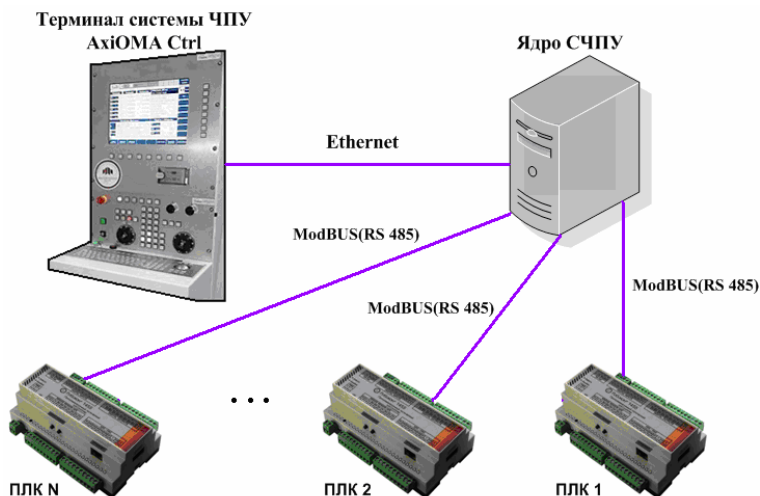 Терминал системы ЧПУ
AxiOMA Ctrl
Ядро СЧПУ
Ethernet
ModBUS(RS 485)
ModBUS(RS 485)
ModBUS(RS 485)
...
ПЛК N
ПЛК 2
ПЛК 1